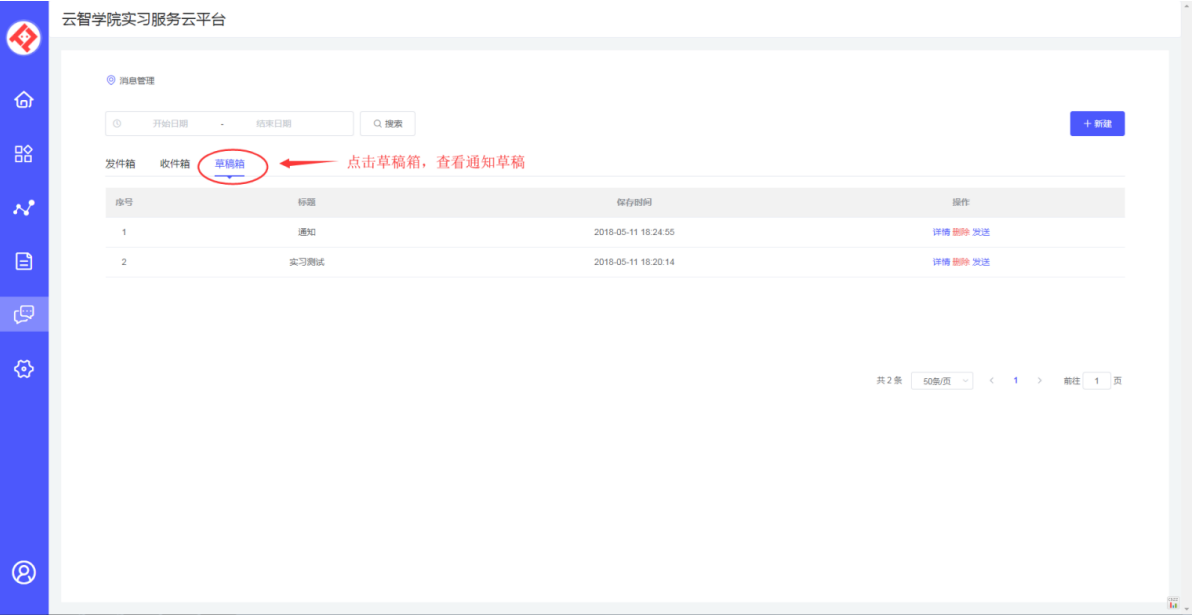 云智学院实习服务云平台
消息管理
开始日期 - 结束日期 搜索 + 新建
发件箱 收件箱 草稿箱 点击草稿箱，查看通知草稿
序号 标题 保存时间 操作
1 通知 2018-05-11 18:24:55 详情 删除 发送
2 实习测试 2018-05-11 18:20:14 详情 删除 发送
共 2 条 50条/页 < 1 > 前往 1 页